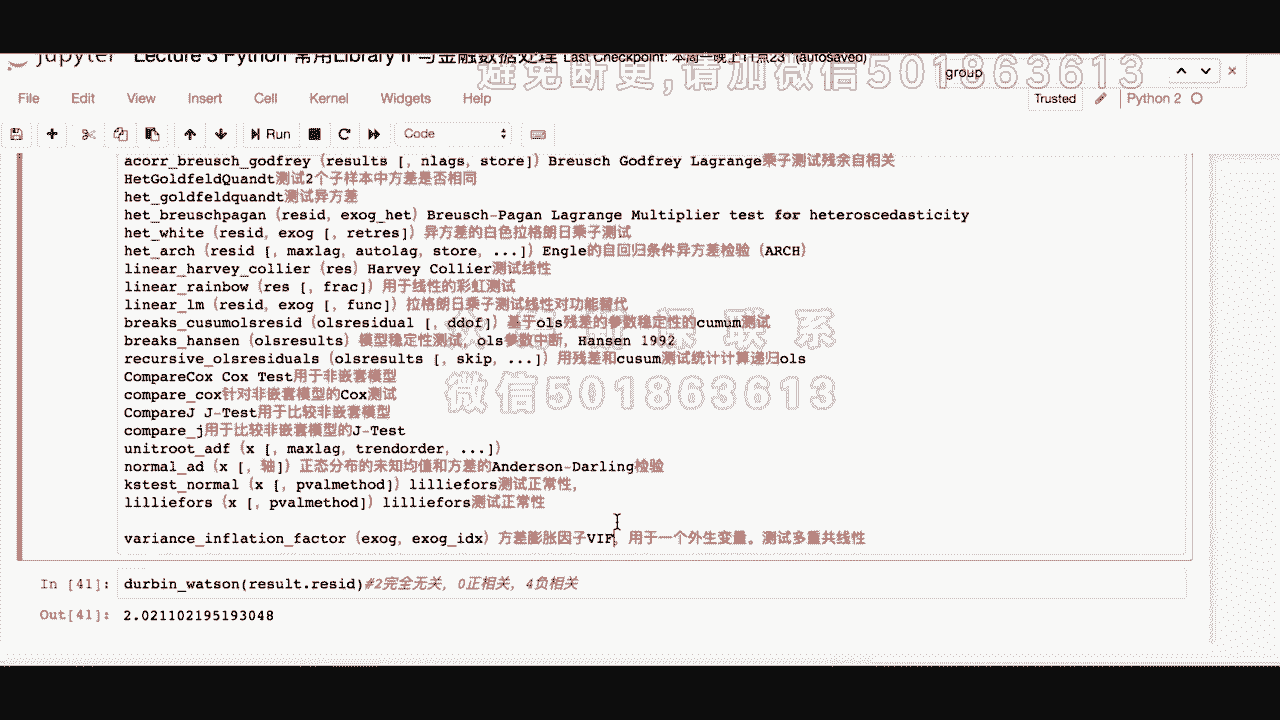 jupyter Lecture 3 Python 常用Library II 与金融数据处理 Last Checkpoint: 本周一晚上11点23 (autosaved)
避免断更,请加微信501863613
group
File Edit View Insert Cell Kernel Widgets Help
Trusted Python 2
Run Code
acorr_breusch_godfrey (results [, nlags, store]) Breusch Godfrey Lagrange乘子测试残余自相关
HetGoldfeldQuandt测试2个子样本中方差是否相同
het_goldfeldquandt测试异方差
het_breuschpagan (resid, exog_het) Breusch-Pagan Lagrange Multiplier test for heteroscedasticity
het_white (resid, exog [, retres]) 异方差的白色拉格朗日乘子测试
het_arch (resid [, maxlag, autolag, store, ...]) Engle的自回归条件异方差检验 (ARCH)
linear_harvey_collier (res) Harvey Collier测试线性
linear_rainbow (res [, frac]) 用于线性的彩虹测试
linear_lm (resid, exog [, func]) 拉格朗日乘子测试线性对功能替代
breaks_cusumolsresid (olsresidual [, ddof]) 基于ols残差的参数稳定性的cumum测试
breaks_hansen (olsresults) 模型稳定性测试, ols参数中断, Hansen 1992
recursive_olsresiduals (olsresults [, skip, ...]) 用残差和cusum测试统计计算递归ols
联系
微信501863613
CompareCox Cox Test用于非嵌套模型
compare_cox针对非嵌套模型的Cox测试
CompareJ J-Test用于比较非嵌套模型
compare_j用于比较非嵌套模型的J-Test
unitroot_adf (x [, maxlag, trendorder, ...])
normal_ad (x [, 轴]) 正态分布的未知均值和方差的Anderson-Darling检验
kstest_normal (x [, pvalmethod]) lilliefors测试正常性,
lilliefors (x [, pvalmethod]) lilliefors测试正常性
variance_inflation_factor (exog, exog_idx) 方差膨胀因子VIF, 用于一个外生变量。测试多重共线性
In [41]: durbin_watson(result.resid)#2完全无关, 0正相关, 4负相关
Out[41]: 2.021102195193048